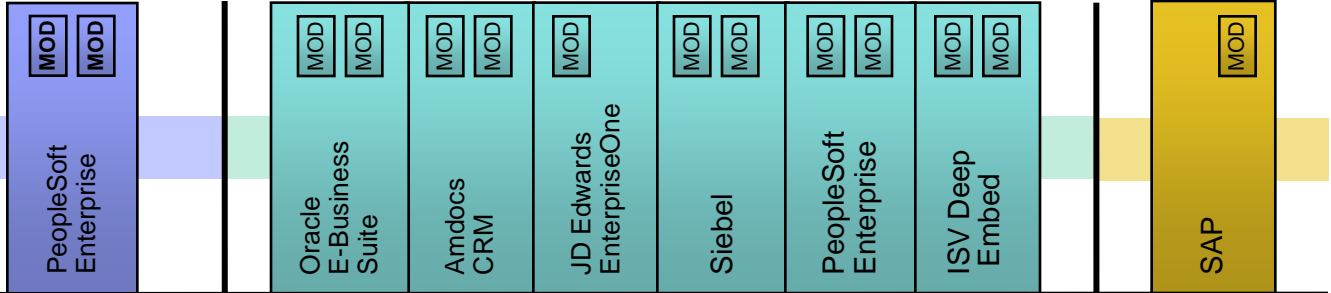 MOD
MOD
PeopleSoft
Enterprise
MOD
MOD
Oracle
E-Business
Suite
MOD
MOD
Amdocs
CRM
MOD
JD Edwards
EnterpriseOne
MOD
MOD
Siebel
MOD
MOD
PeopleSoft
Enterprise
MOD
MOD
ISV Deep
Embed
MOD
SAP